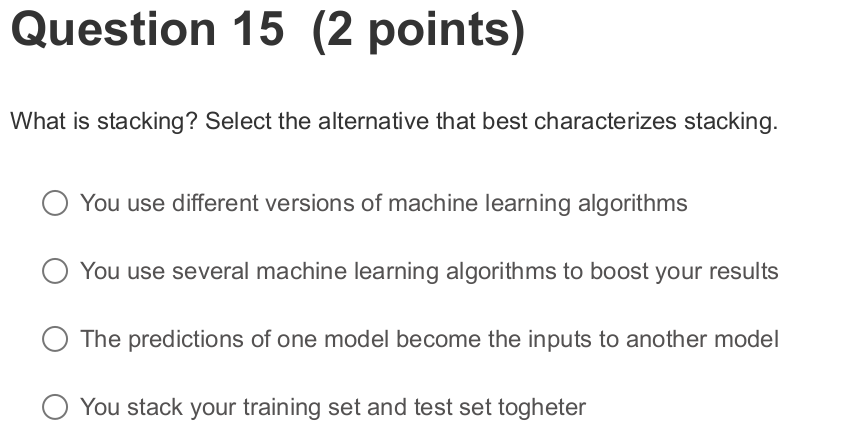 Question 15 (2 points)
What is stacking? Select the alternative that best characterizes stacking.
You use different versions of machine learning algorithms
You use several machine learning algorithms to boost your results
The predictions of one model become the inputs to another model
You stack your training set and test set togheter